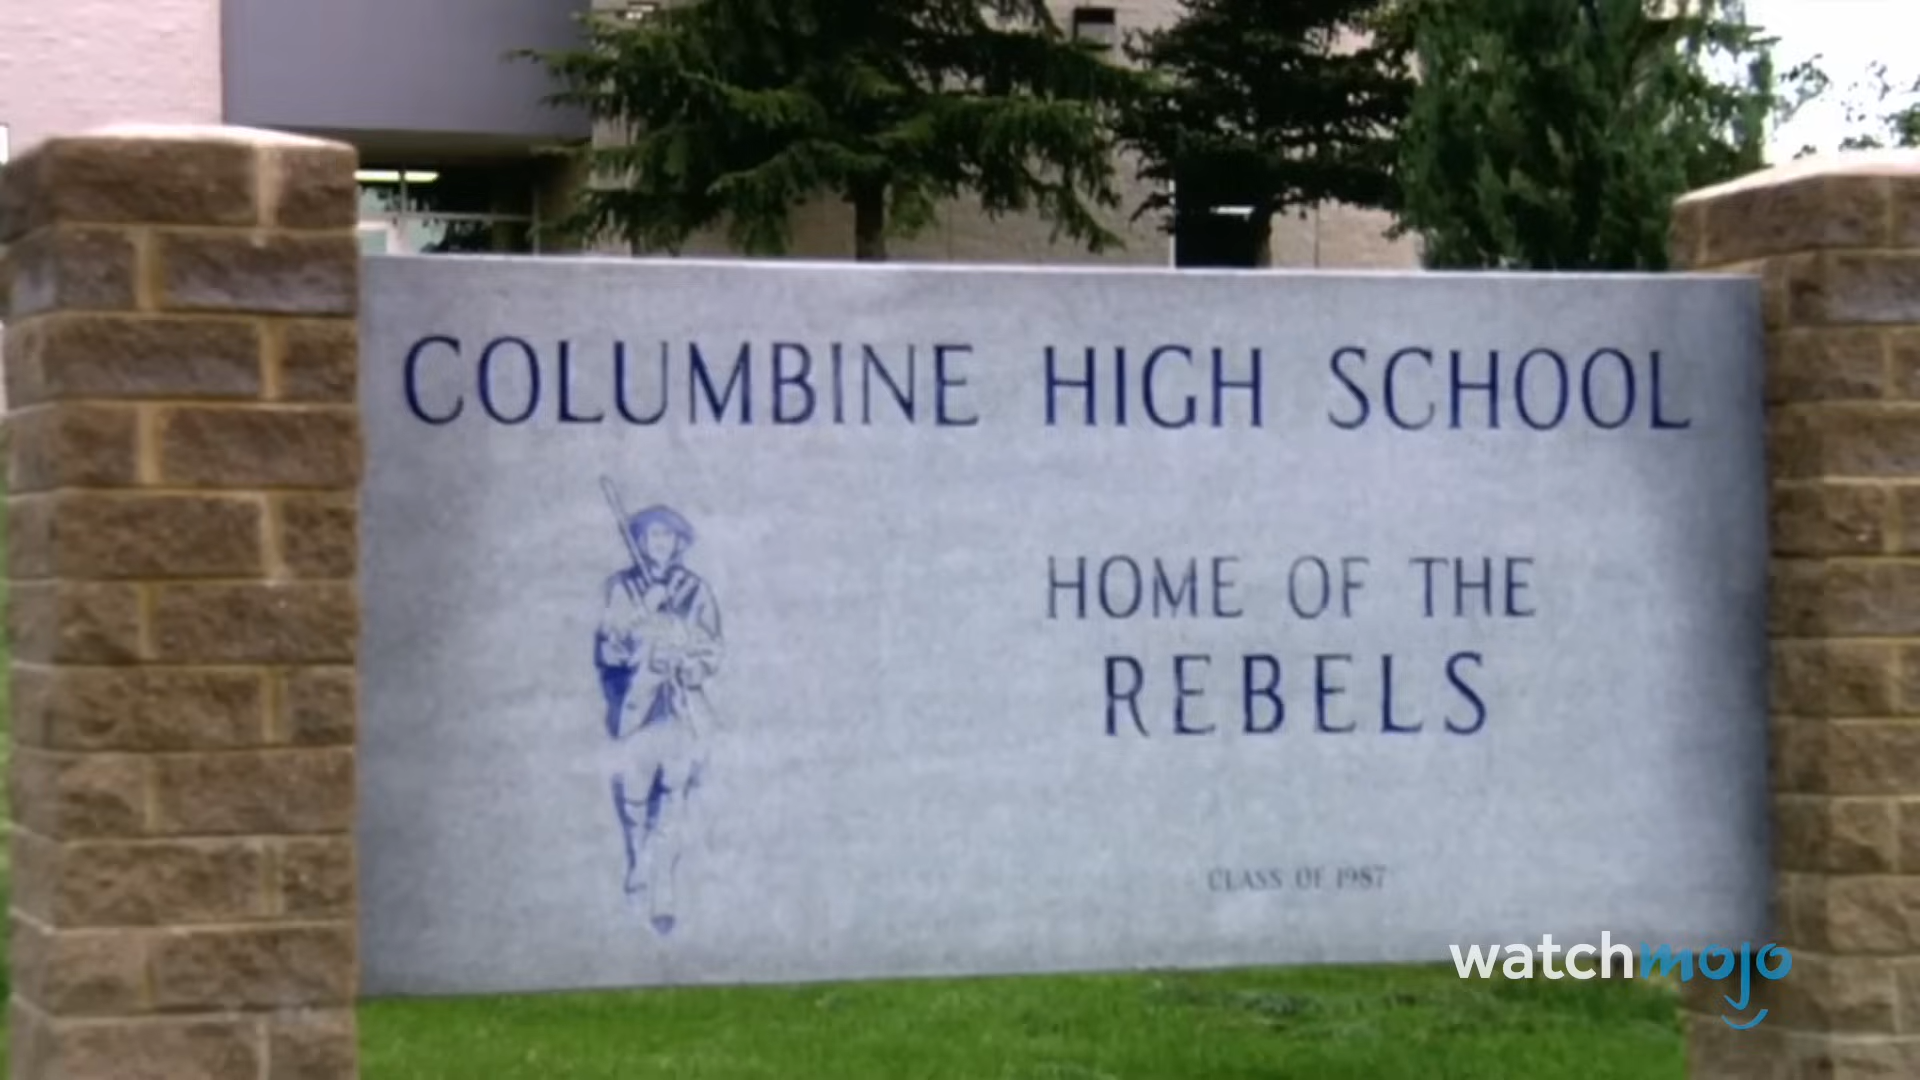 COLUMBINE HIGH SCHOOL
HOME OF THE
REBELS
CLASS OF 1987
watchmojo